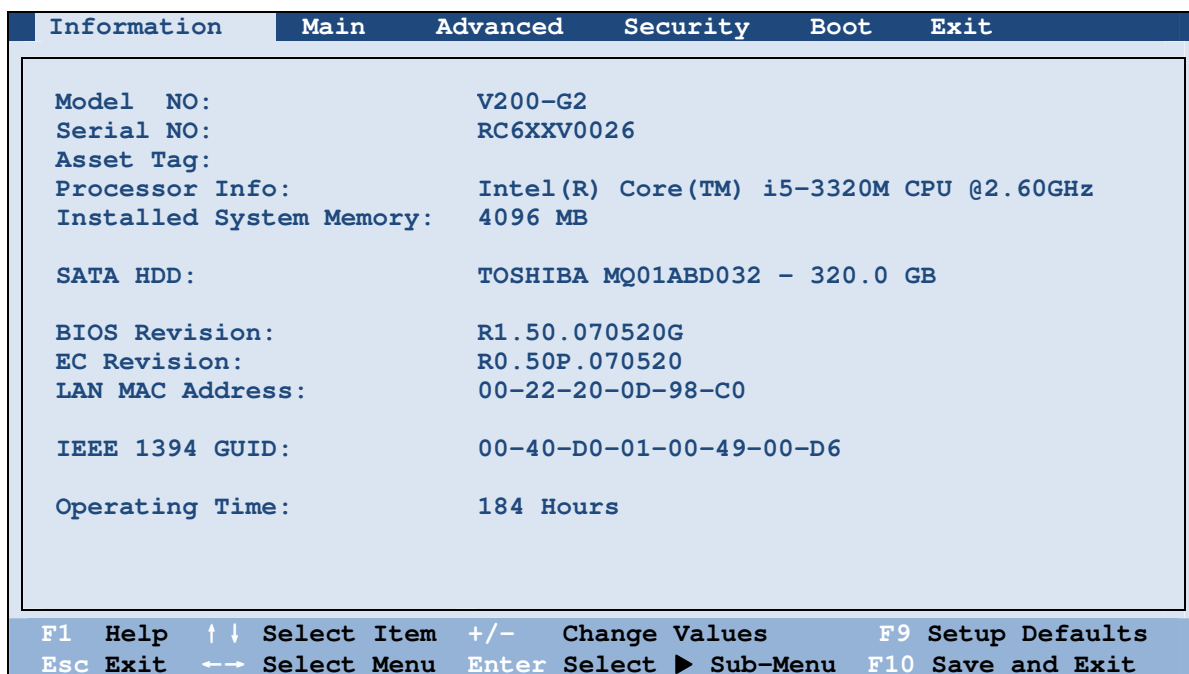 Information Main Advanced Security Boot Exit
Model NO: V200-G2
Serial NO: RC6XXV0026
Asset Tag:
Processor Info: Intel(R) Core(TM) i5-3320M CPU @2.60GHz
Installed System Memory: 4096 MB
SATA HDD: TOSHIBA MQ01ABD032 - 320.0 GB
BIOS Revision: R1.50.070520G
EC Revision: R0.50P.070520
LAN MAC Address: 00-22-20-0D-98-C0
IEEE 1394 GUID: 00-40-D0-01-00-49-00-D6
Operating Time: 184 Hours
F1 Help ↑↓ Select Item +/- Change Values F9 Setup Defaults
Esc Exit ←→ Select Menu Enter Select ▶ Sub-Menu F10 Save and Exit